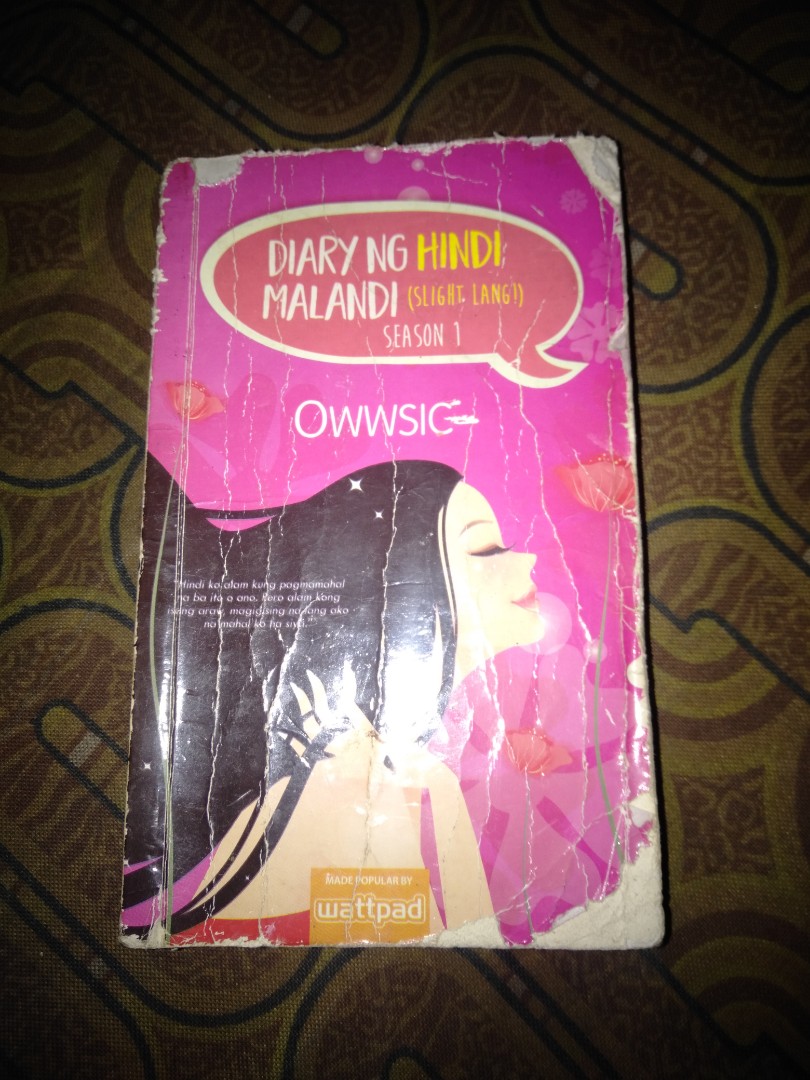 DIARY NG HINDI
MALANDI (SLIGHT LANG!)
SEASON 1
OWWSIC
"Hindi ko alam kung pagmamahal
na ba ito o ano. Pero alam kong
isang araw, magigising na lang ako
na mahal ko na siya."
MADE POPULAR BY
wattpad